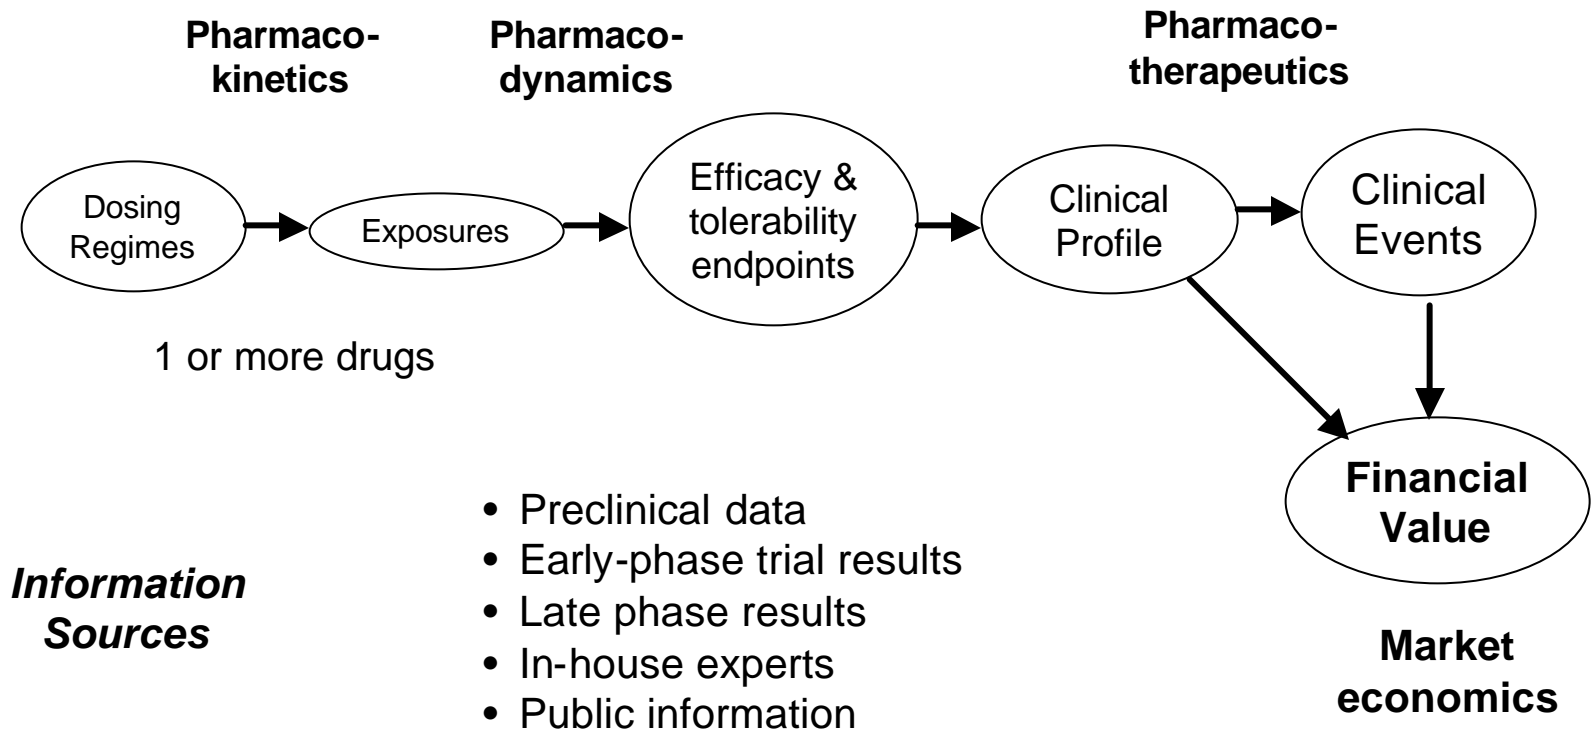 Pharmaco-
kinetics
Pharmaco-
dynamics
Pharmaco-
therapeutics
Dosing
Regimes
Exposures
Efficacy &
tolerability
endpoints
Clinical
Profile
Clinical
Events
1 or more drugs
Financial
Value
Information
Sources
• Preclinical data
• Early-phase trial results
• Late phase results
• In-house experts
• Public information
Market
economics